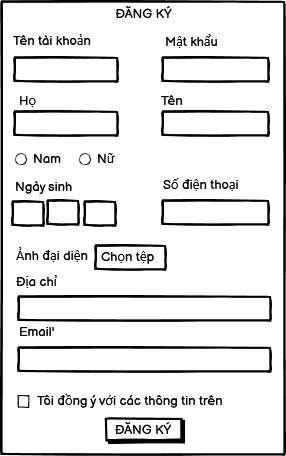 ĐĂNG KÝ
Tên tài khoản Mật khẩu
Họ Tên
Nam Nữ
Ngày sinh Số điện thoại
Ảnh đại diện Chọn tệp
Địa chỉ
Email'
Tôi đồng ý với các thông tin trên
ĐĂNG KÝ